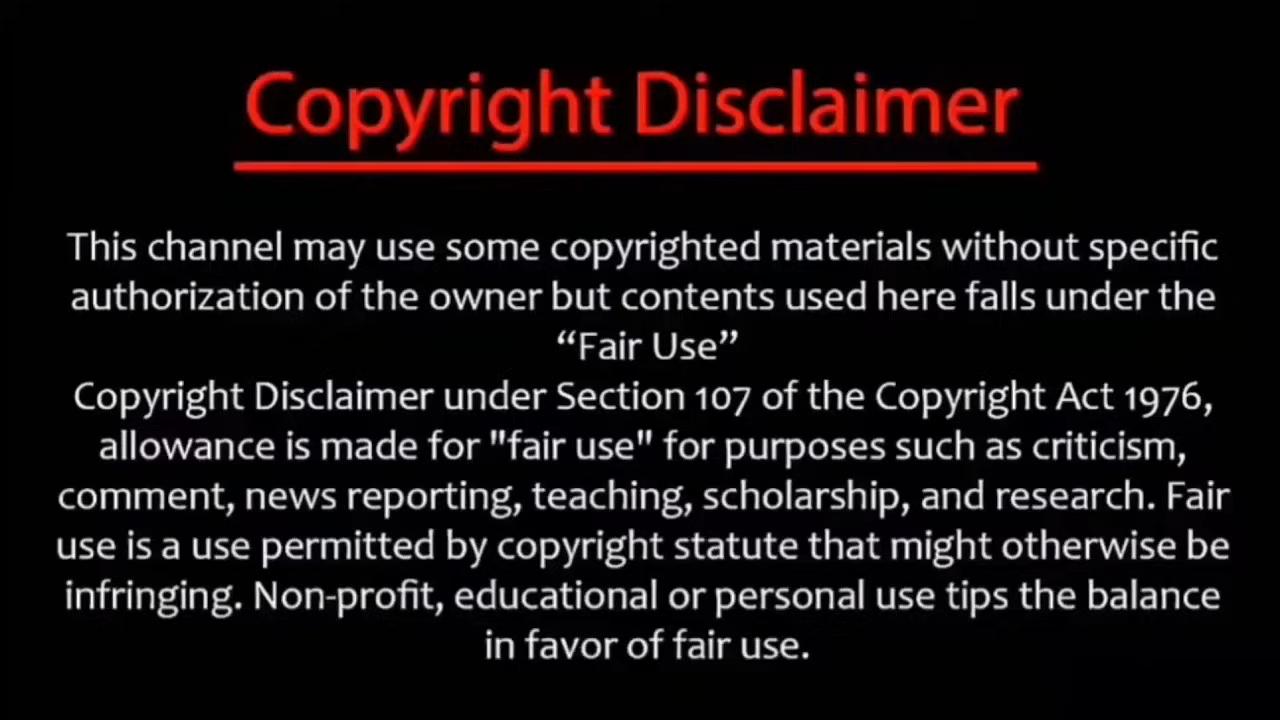 Copyright Disclaimer
This channel may use some copyrighted materials without specific
authorization of the owner but contents used here falls under the
“Fair Use”
Copyright Disclaimer under Section 107 of the Copyright Act 1976,
allowance is made for "fair use" for purposes such as criticism,
comment, news reporting, teaching, scholarship, and research. Fair
use is a use permitted by copyright statute that might otherwise be
infringing. Non-profit, educational or personal use tips the balance
in favor of fair use.